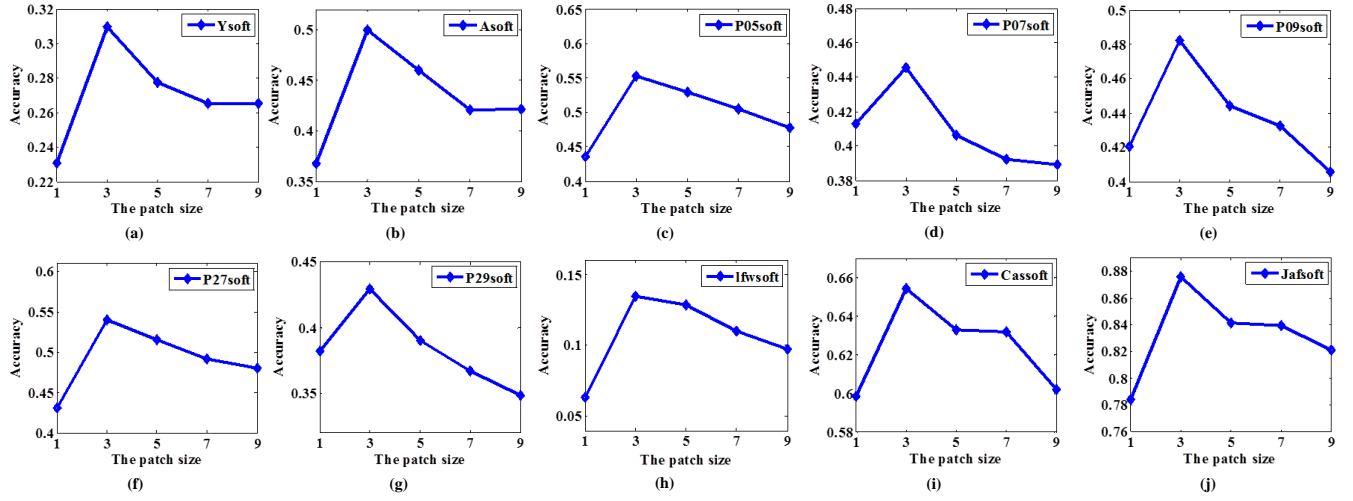 0.32
0.3
0.28
0.26
0.24
0.22
Accuracy
Ysoft
1 3 5 7 9
The patch size
(a)
0.5
0.45
0.4
0.35
Accuracy
Asoft
1 3 5 7 9
The patch size
(b)
0.65
0.6
0.55
0.5
0.45
0.4
Accuracy
P05soft
1 3 5 7 9
The patch size
(c)
0.48
0.46
0.44
0.42
0.4
0.38
Accuracy
P07soft
1 3 5 7 9
The patch size
(d)
0.5
0.48
0.46
0.44
0.42
0.4
Accuracy
P09soft
1 3 5 7 9
The patch size
(e)
0.6
0.55
0.5
0.45
0.4
Accuracy
P27soft
1 3 5 7 9
The patch size
(f)
0.45
0.4
0.35
Accuracy
P29soft
1 3 5 7 9
The patch size
(g)
0.15
0.1
0.05
Accuracy
lfwsoft
1 3 5 7 9
The patch size
(h)
0.66
0.64
0.62
0.6
0.58
Accuracy
Cassoft
1 3 5 7 9
The patch size
(i)
0.88
0.86
0.84
0.82
0.8
0.78
0.76
Accuracy
Jafsoft
1 3 5 7 9
The patch size
(j)